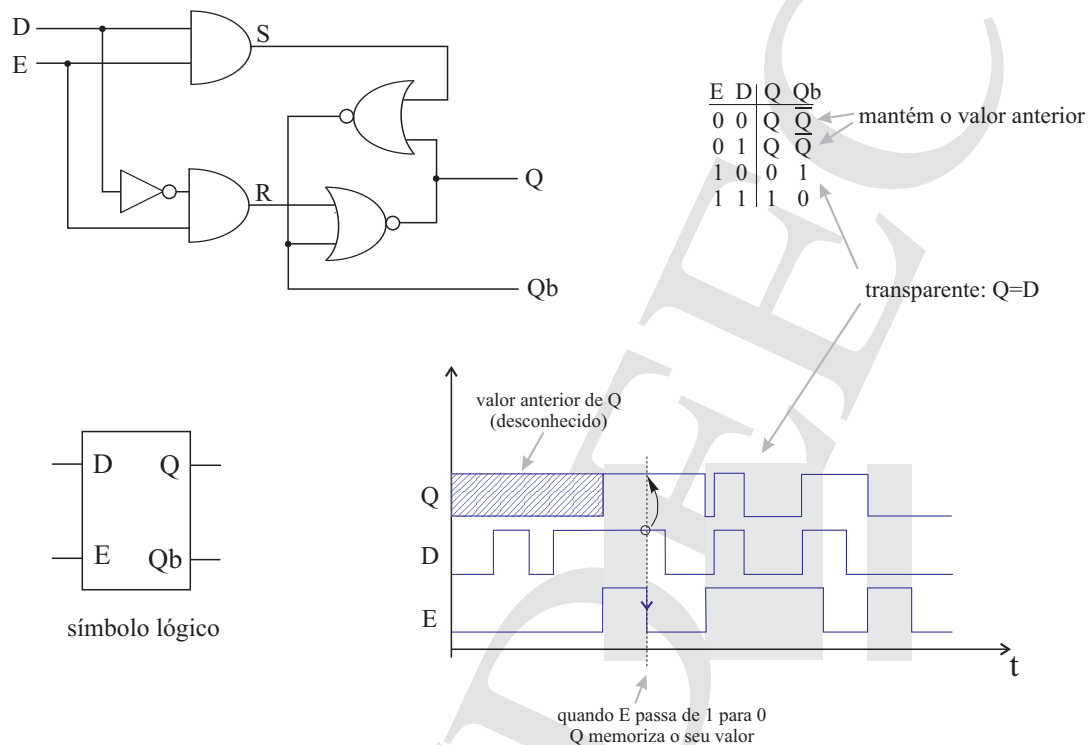 D
E
S
R
Q
Qb
E D Q Qb
0 0 Q Q̅
0 1 Q Q̅
1 0 0 1
1 1 1 0
mantém o valor anterior
transparente: Q=D
D Q
E Qb
símbolo lógico
valor anterior de Q
(desconhecido)
Q
D
E
t
quando E passa de 1 para 0
Q memoriza o seu valor
DEEC